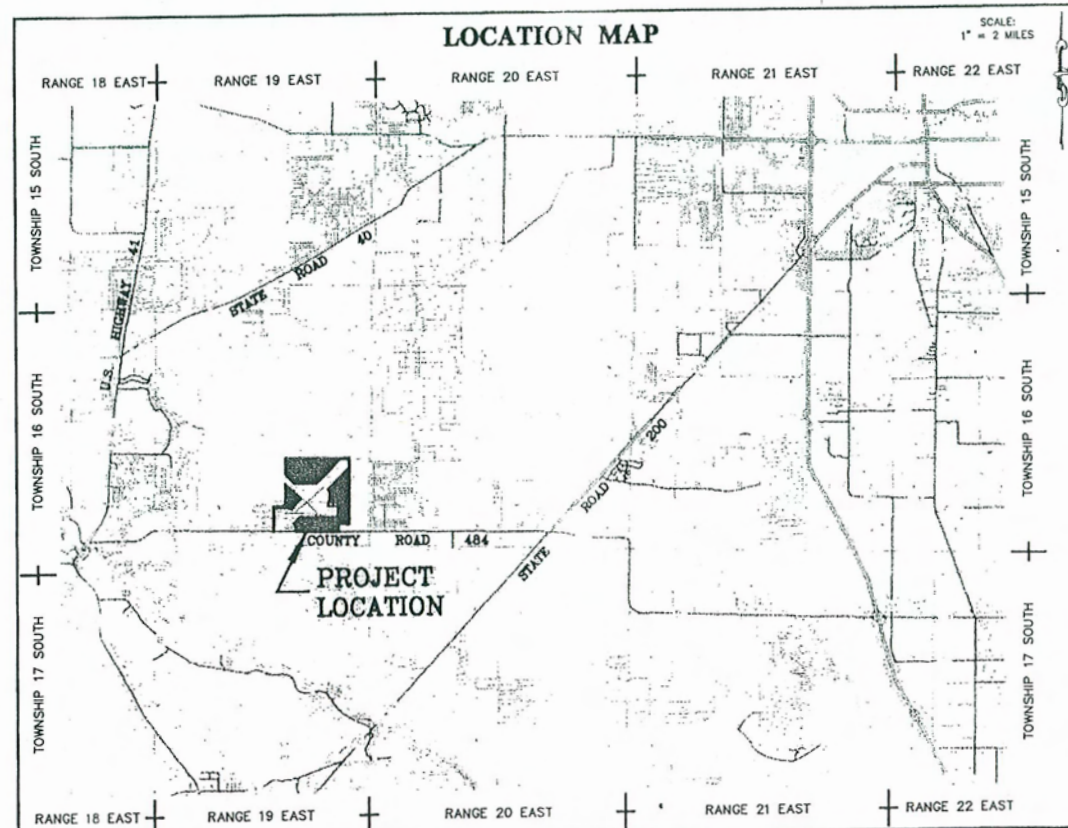 LOCATION MAP
SCALE:
1" = 2 MILES
RANGE 18 EAST
RANGE 19 EAST
RANGE 20 EAST
RANGE 21 EAST
RANGE 22 EAST
TOWNSHIP 15 SOUTH
TOWNSHIP 15 SOUTH
U.S. HIGHWAY 41
STATE ROAD 40
TOWNSHIP 16 SOUTH
TOWNSHIP 16 SOUTH
STATE ROAD 200
COUNTY ROAD 484
PROJECT
LOCATION
TOWNSHIP 17 SOUTH
TOWNSHIP 17 SOUTH
RANGE 18 EAST
RANGE 19 EAST
RANGE 20 EAST
RANGE 21 EAST
RANGE 22 EAST